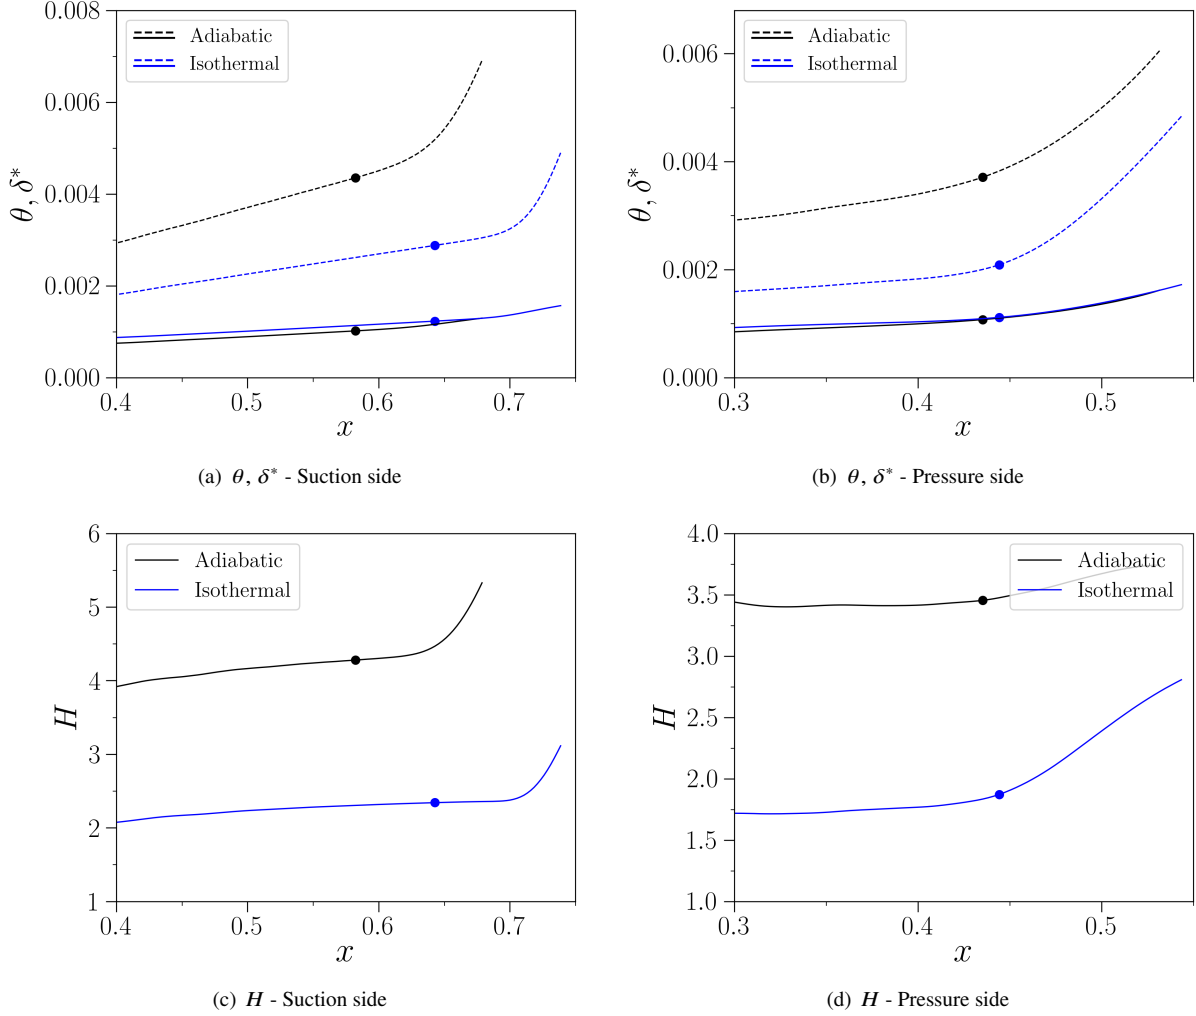 0.008
0.006
0.004
0.002
0.000
θ, δ*
Adiabatic
Isothermal
0.4 0.5 0.6 0.7
x
(a) θ, δ* - Suction side
0.006
0.004
0.002
0.000
θ, δ*
Adiabatic
Isothermal
0.3 0.4 0.5
x
(b) θ, δ* - Pressure side
6
5
4
3
2
1
H
Adiabatic
Isothermal
0.4 0.5 0.6 0.7
x
(c) H - Suction side
4.0
3.5
3.0
2.5
2.0
1.5
1.0
H
Adiabatic
Isothermal
0.3 0.4 0.5
x
(d) H - Pressure side